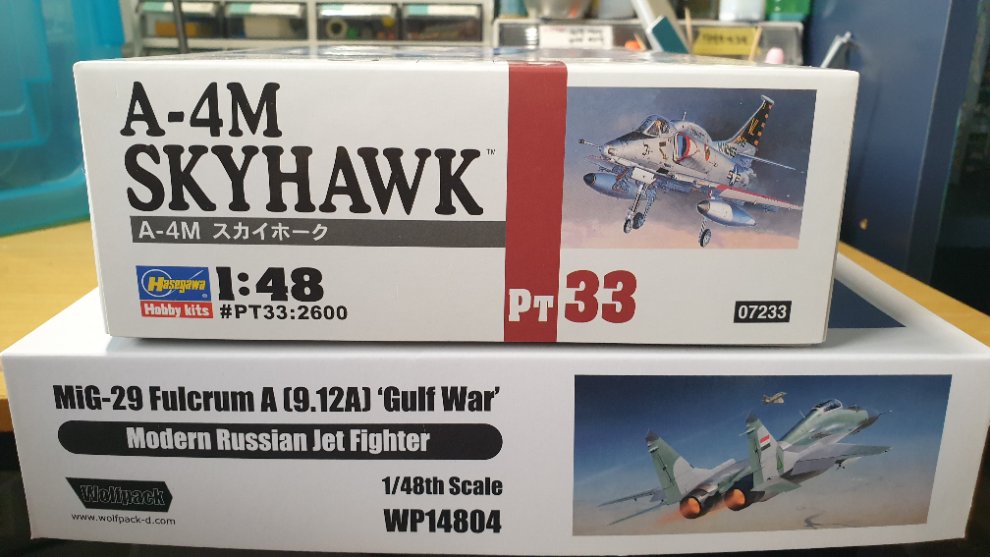 A-4M
SKYHAWK™
A-4M スカイホーク
Hasegawa
Hobby kits
1:48
#PT33:2600
PT 33
07233
MiG-29 Fulcrum A (9.12A) ‘Gulf War’
Modern Russian Jet Fighter
Wolfpack
www.wolfpack-d.com
1/48th Scale
WP14804